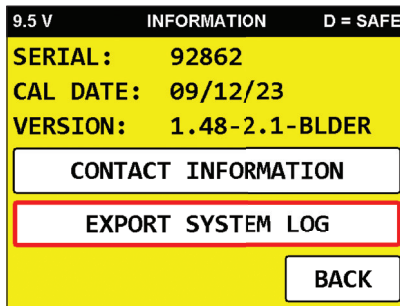 9.5 V INFORMATION D = SAFE
SERIAL: 92862
CAL DATE: 09/12/23
VERSION: 1.48-2.1-BLDER
CONTACT INFORMATION
EXPORT SYSTEM LOG
BACK